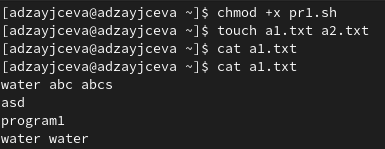 [adzayjceva@adzayjceva ~]$ chmod +x pr1.sh
[adzayjceva@adzayjceva ~]$ touch a1.txt a2.txt
[adzayjceva@adzayjceva ~]$ cat a1.txt
[adzayjceva@adzayjceva ~]$ cat a1.txt
water abc abcs
asd
program1
water water